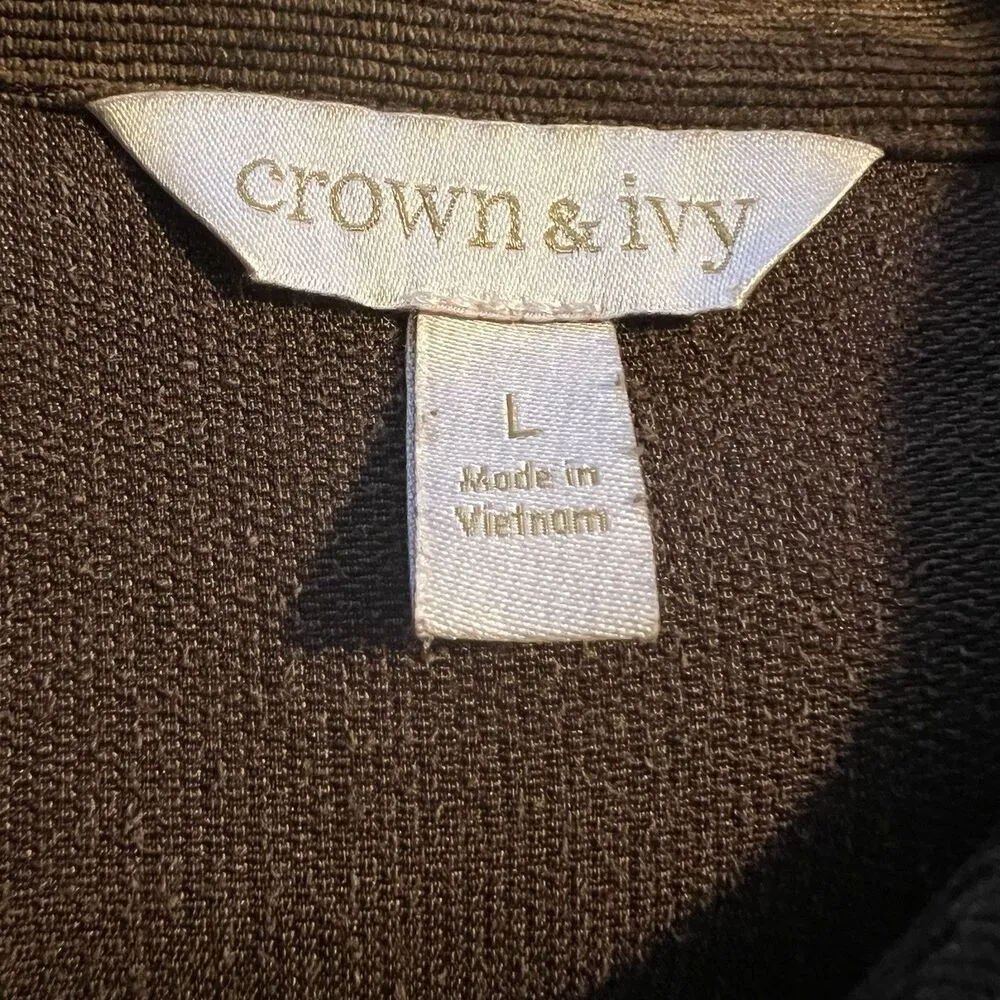 crown & ivy
L
Made in
Vietnam